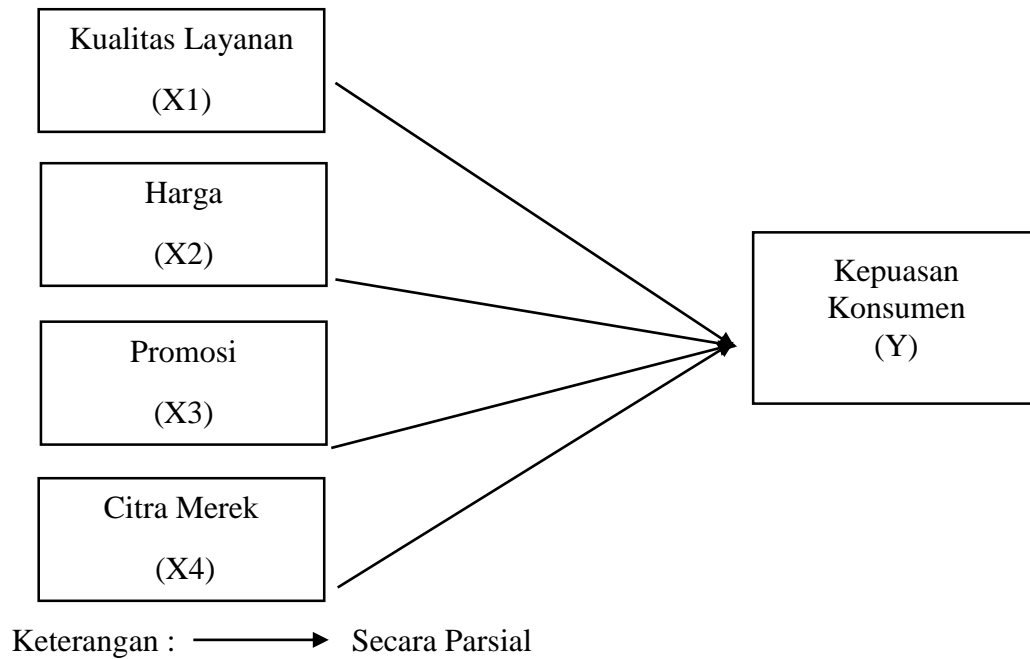 Kualitas Layanan
(X1)
Harga
(X2)
Promosi
(X3)
Citra Merek
(X4)
Kepuasan
Konsumen
(Y)
Keterangan : Secara Parsial